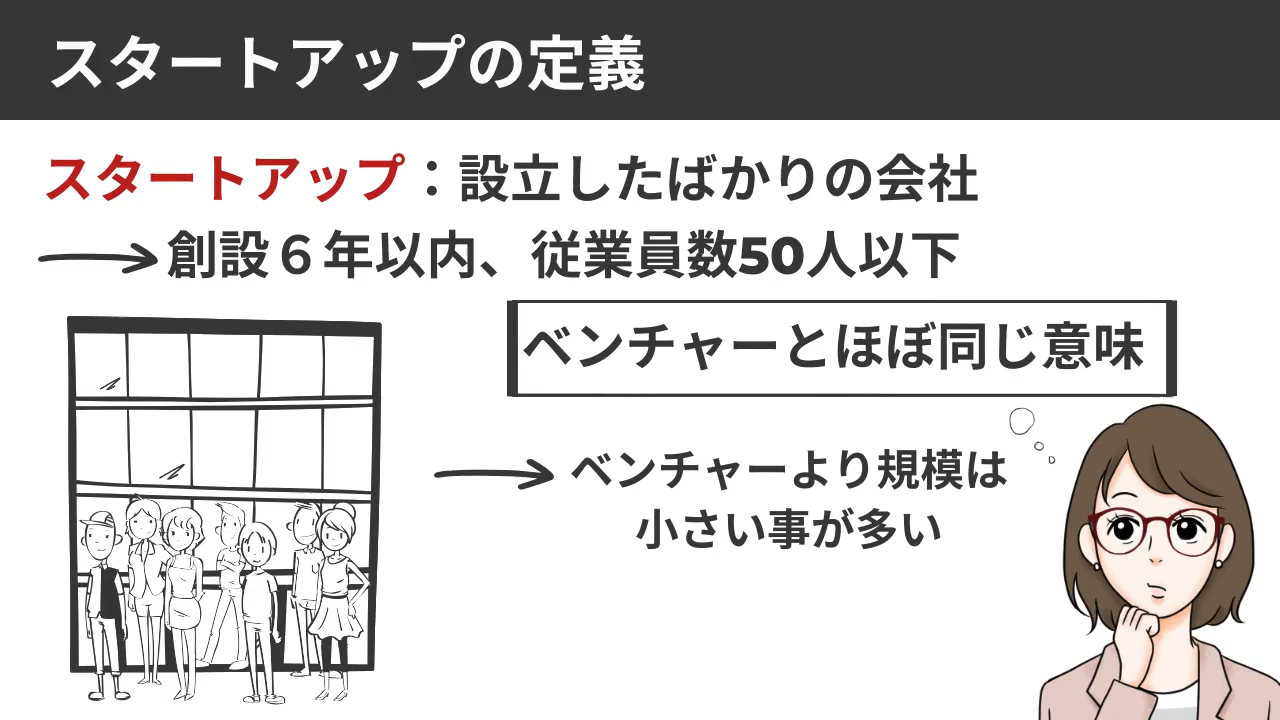 スタートアップの定義
スタートアップ：設立したばかりの会社
創設６年以内、従業員数50人以下
ベンチャーとほぼ同じ意味
ベンチャーより規模は
小さい事が多い